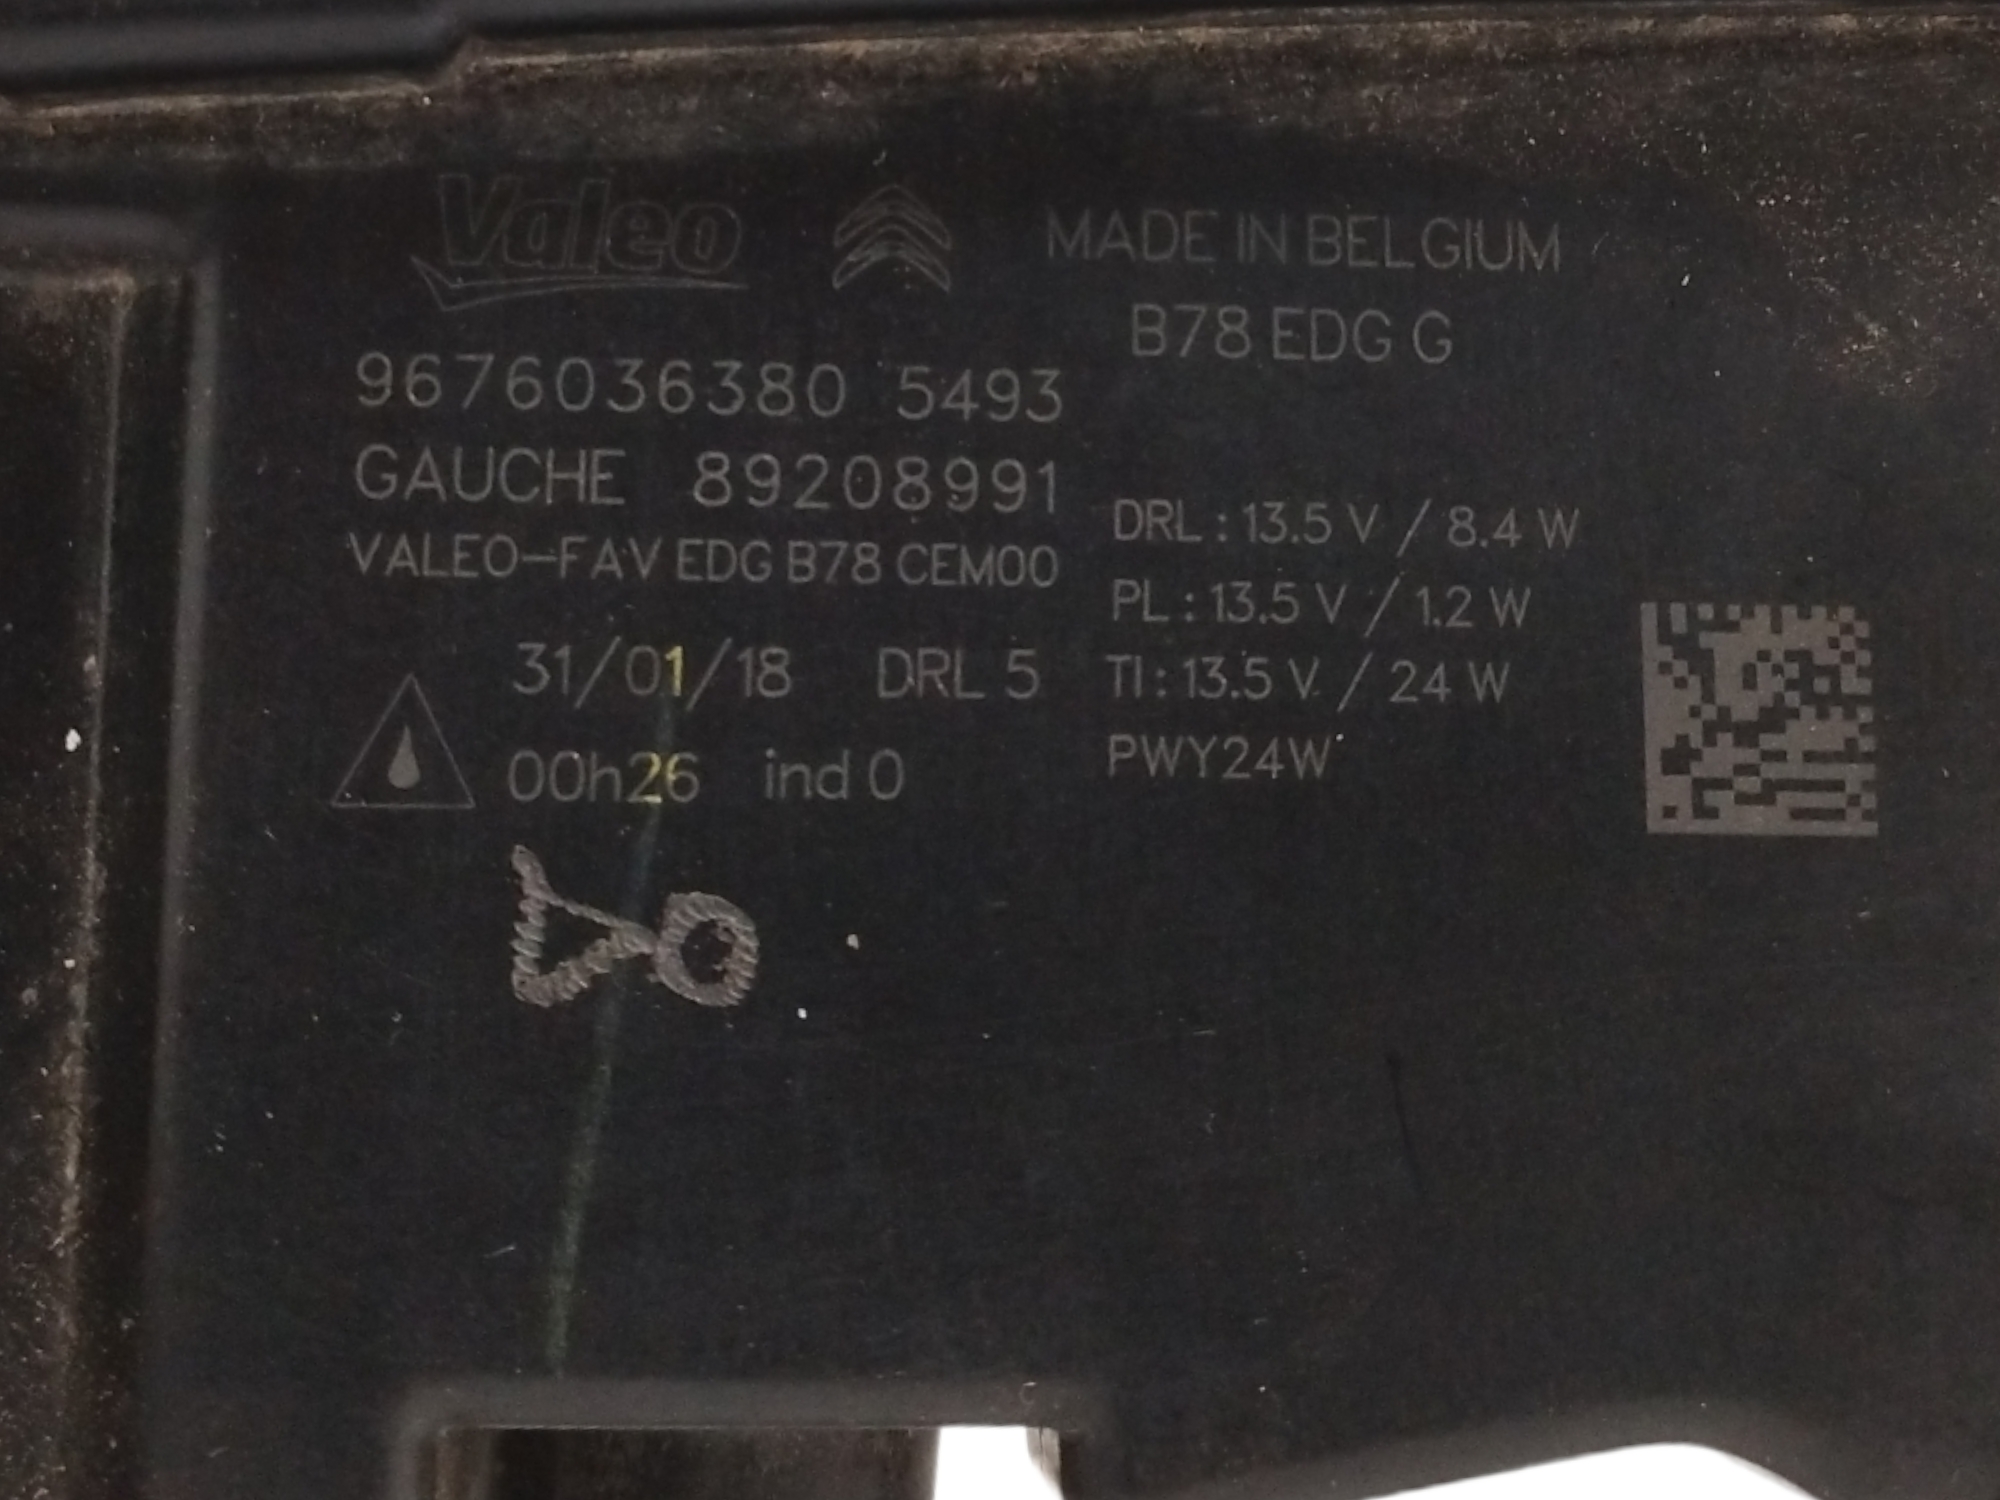 Valeo MADE IN BELGIUM
B78 EDG G
9676036380 5493
GAUCHE 89208991
VALEO-FAV EDG B78 CEM00
DRL : 13.5 V / 8.4 W
PL : 13.5 V / 1.2 W
31/01/18 DRL 5 TI : 13.5 V / 24 W
00h26 ind 0 PWY24W